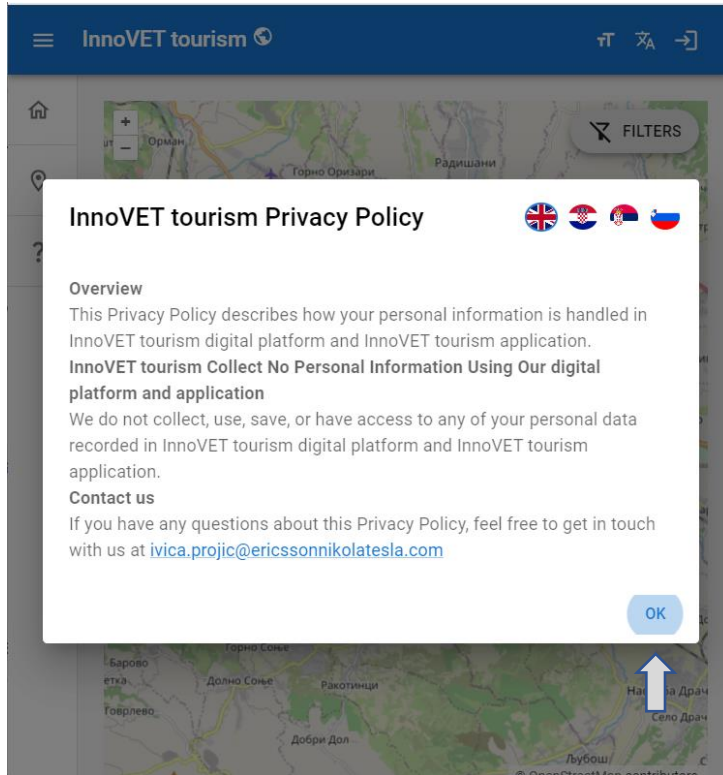 InnoVET tourism
+
−
FILTERS
Орман
Горно Оризари
Радишани
InnoVET tourism Privacy Policy
?
Overview
This Privacy Policy describes how your personal information is handled in
InnoVET tourism digital platform and InnoVET tourism application.
InnoVET tourism Collect No Personal Information Using Our digital
platform and application
We do not collect, use, save, or have access to any of your personal data
recorded in InnoVET tourism digital platform and InnoVET tourism
application.
Contact us
If you have any questions about this Privacy Policy, feel free to get in touch
with us at ivica.projic@ericssonnikolatesla.com
OK
Горно Соње
Барово
Долно Соње
Ракотинци
Говрлево
Село Драч
Добри Дол
Љубош
© OpenStreetMap contributors